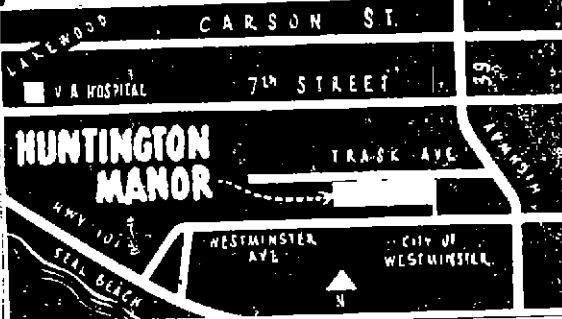 CARSON ST.
LAKEWOOD
V A HOSPITAL
7th STREET
39
HIGHWAY
HUNTINGTON
MANOR
TRASK AVE
HWY 101
SEAL BEACH
WESTMINSTER
AVE
CITY OF
WESTMINSTER
N